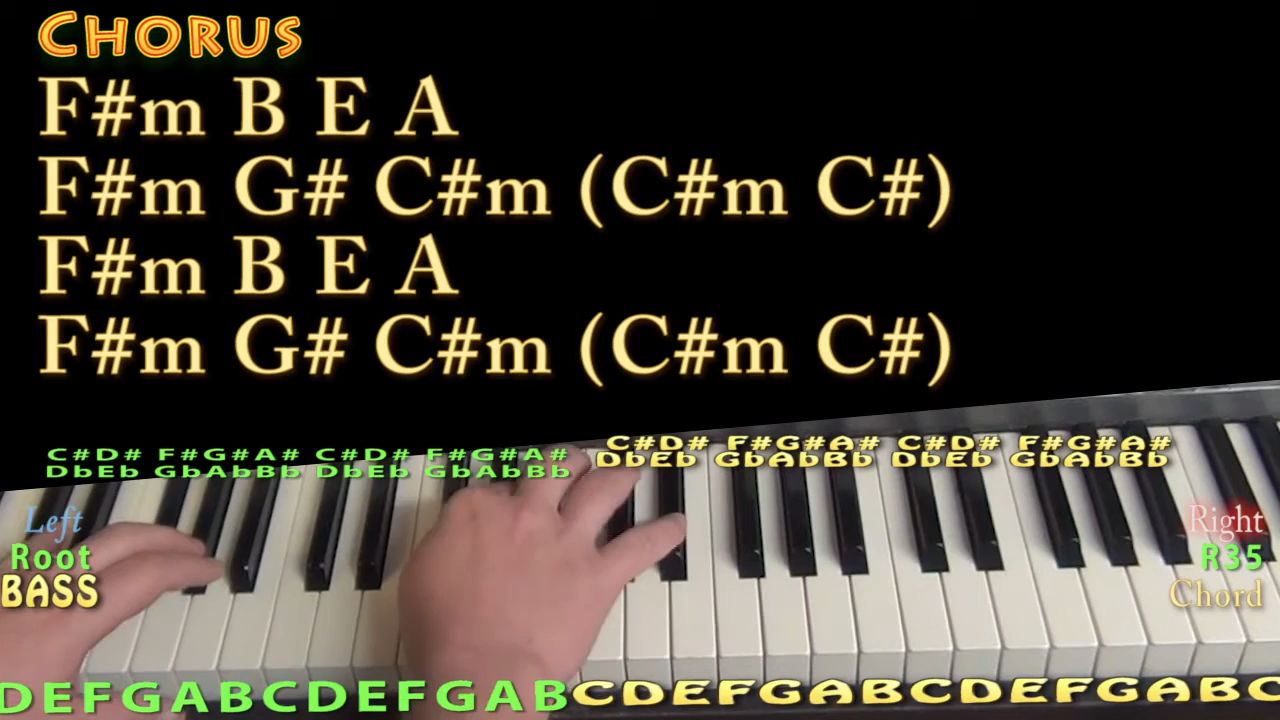 CHORUS
F#m B E A
F#m G# C#m (C#m C#)
F#m B E A
F#m G# C#m (C#m C#)
C#D# F#G#A# C#D# F#G#A# C#D# F#G#A# C#D# F#G#A#
DbEb GbAbBb DbEb GbAbBb DbEb GbAbBb DbEb GbAbBb
Left
Root
BASS
Right
R35
Chord
DEFGABCDEFGABCDEFGABCDEFGABC